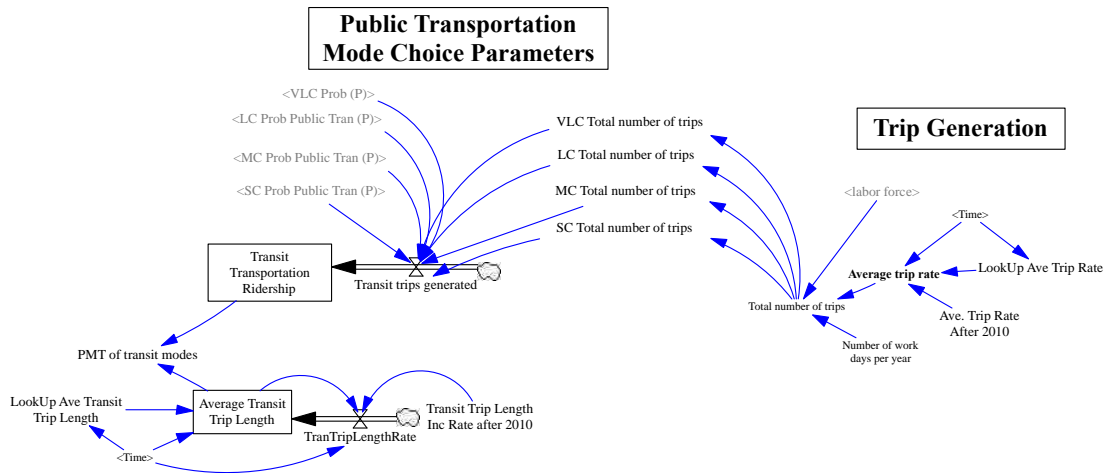 Public Transportation
Mode Choice Parameters
<VLC Prob (P)>
<LC Prob Public Tran (P)>
<MC Prob Public Tran (P)>
<SC Prob Public Tran (P)>
VLC Total number of trips
LC Total number of trips
MC Total number of trips
SC Total number of trips
Trip Generation
<labor force>
<Time>
Average trip rate
LookUp Ave Trip Rate
Total number of trips
Ave. Trip Rate
After 2010
Number of work
days per year
Transit
Transportation
Ridership
Transit trips generated
PMT of transit modes
LookUp Ave Transit
Trip Length
Average Transit
Trip Length
TranTripLengthRate
Transit Trip Length
Inc Rate after 2010
<Time>